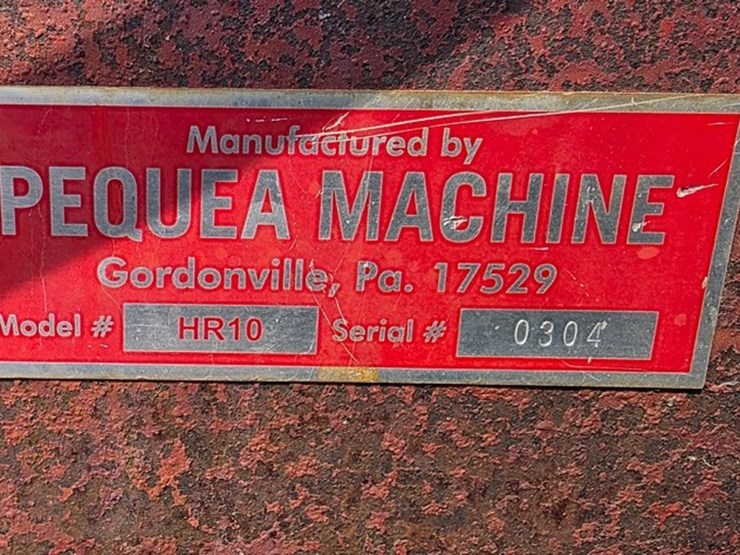 Manufactured by
PEQUEA MACHINE
Gordonville, Pa. 17529
Model # HR10 Serial # 0304